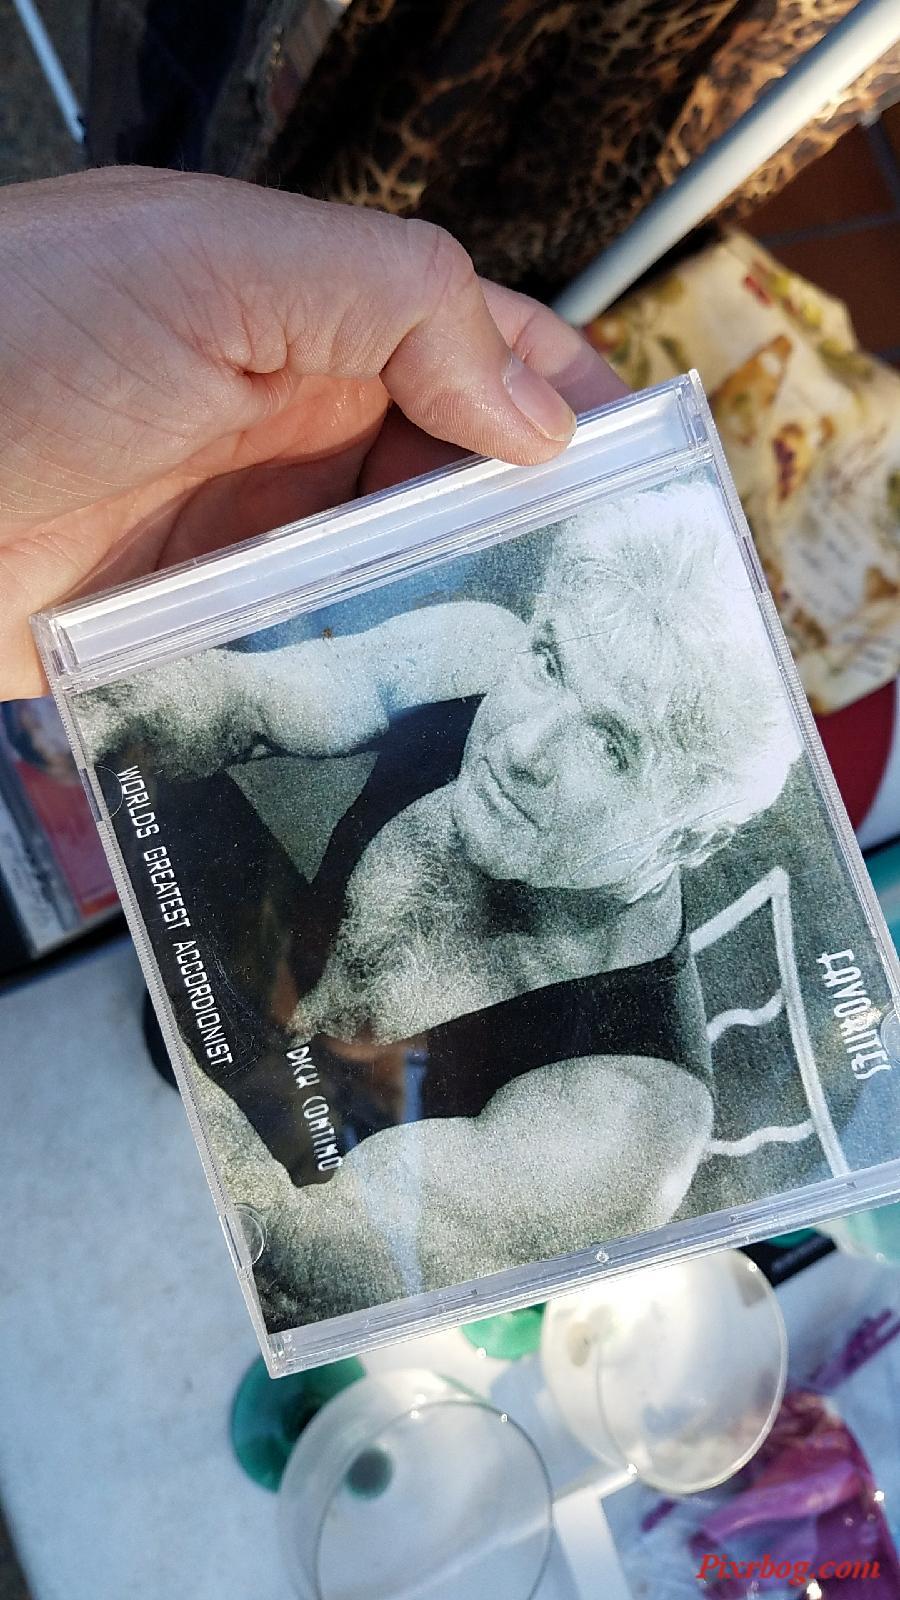 FAVORITES
DICK CONTINO
WORLDS GREATEST ACCORDIONIST
Pixrbog.com